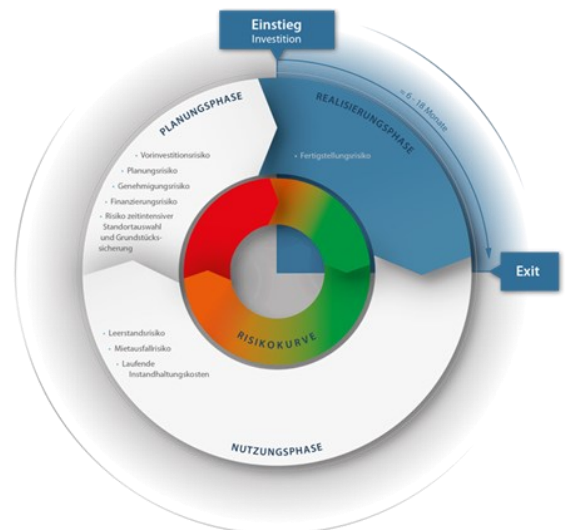 Einstieg
Investition
PLANUNGSPHASE
REALISIERUNGSPHASE
≈ 6 - 18 Monate
· Vorinvestitionsrisiko
· Planungsrisiko
· Genehmigungsrisiko
· Finanzierungsrisiko
· Risiko zeitintensiver
Standortauswahl
und Grundstücks-
sicherung
· Fertigstellungsrisiko
Exit
· Leerstandsrisiko
· Mietausfallrisiko
· Laufende
Instandhaltungskosten
RISIKOKURVE
NUTZUNGSPHASE